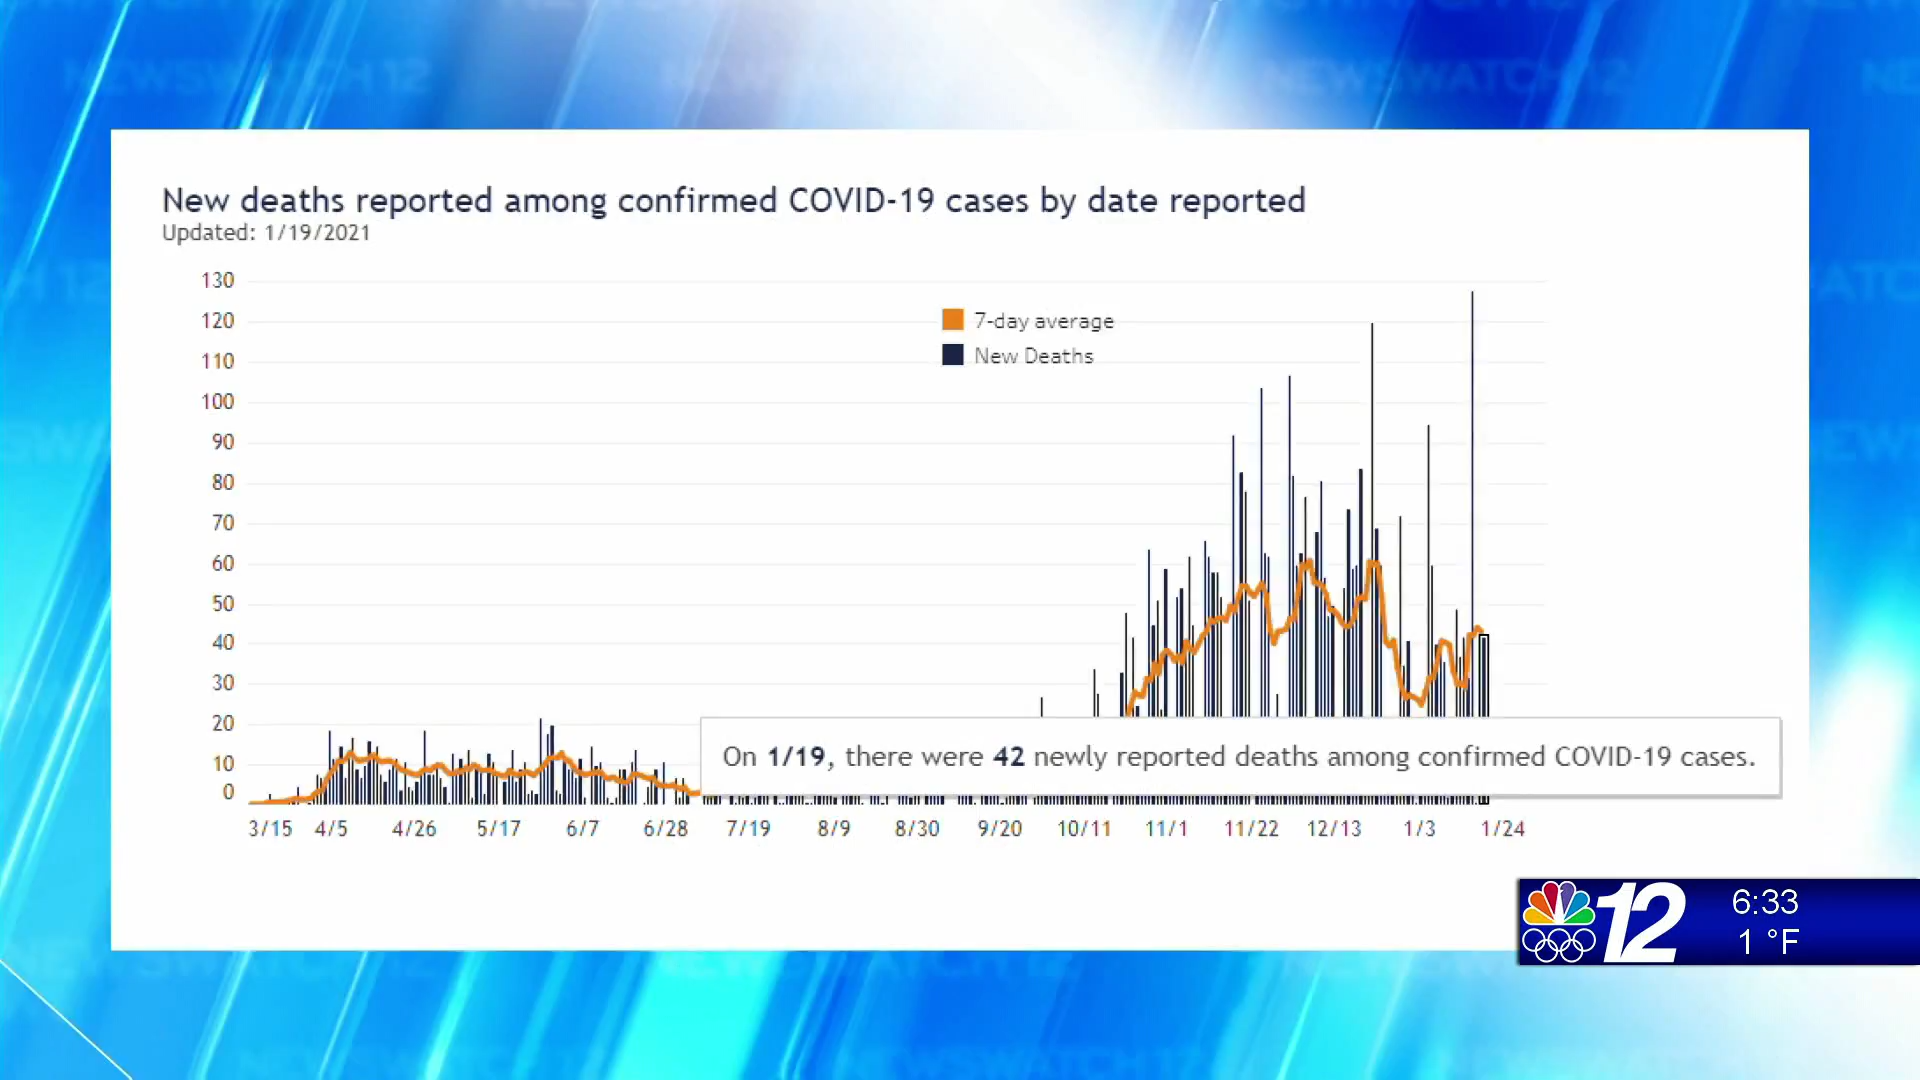 NEWSWATCH 12
NEWSWATCH 12
New deaths reported among confirmed COVID-19 cases by date reported
Updated: 1/19/2021
130
120
110
100
90
80
70
60
50
40
30
20
10
0
7-day average
New Deaths
On 1/19, there were 42 newly reported deaths among confirmed COVID-19 cases.
3/15 4/5 4/26 5/17 6/7 6/28 7/19 8/9 8/30 9/20 10/11 11/1 11/22 12/13 1/3 1/24
12
6:33
1 °F